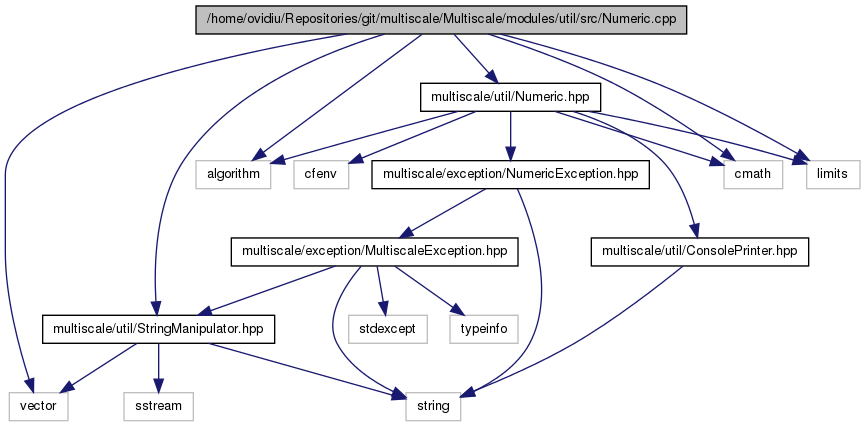 /home/ovidiu/Repositories/git/multiscale/Multiscale/modules/util/src/Numeric.cpp
multiscale/util/Numeric.hpp
algorithm
cfenv
multiscale/exception/NumericException.hpp
cmath
limits
multiscale/exception/MultiscaleException.hpp
multiscale/util/ConsolePrinter.hpp
multiscale/util/StringManipulator.hpp
stdexcept
typeinfo
vector
sstream
string